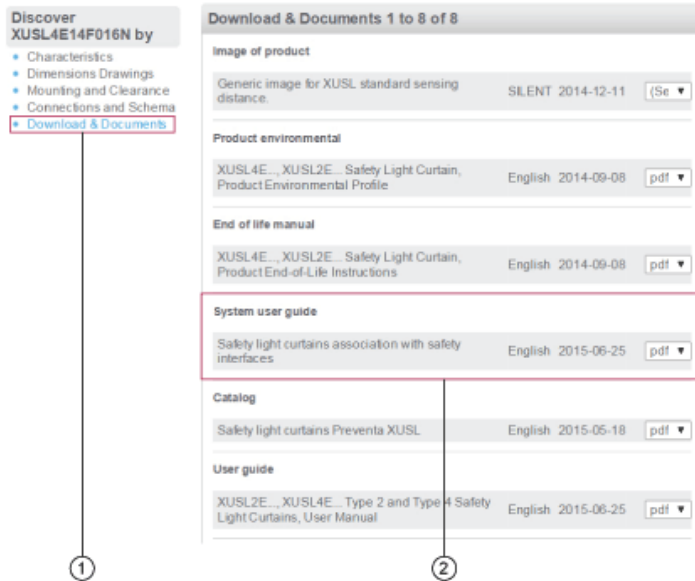 Discover
XUSL4E14F016N by
Characteristics
Dimensions Drawings
Mounting and Clearance
Connections and Schema
Download & Documents
Download & Documents 1 to 8 of 8
Image of product
Generic image for XUSL standard sensing
distance.
SILENT 2014-12-11 (Se
Product environmental
XUSL4E..., XUSL2E... Safety Light Curtain,
Product Environmental Profile
English 2014-09-08 pdf
End of life manual
XUSL4E..., XUSL2E... Safety Light Curtain,
Product End-of-Life Instructions
English 2014-09-08 pdf
System user guide
Safety light curtains association with safety
interfaces
English 2015-06-25 pdf
Catalog
Safety light curtains Preventa XUSL
English 2015-05-18 pdf
User guide
XUSL2E..., XUSL4E... Type 2 and Type 4 Safety
Light Curtains, User Manual
English 2015-06-25 pdf
1
2